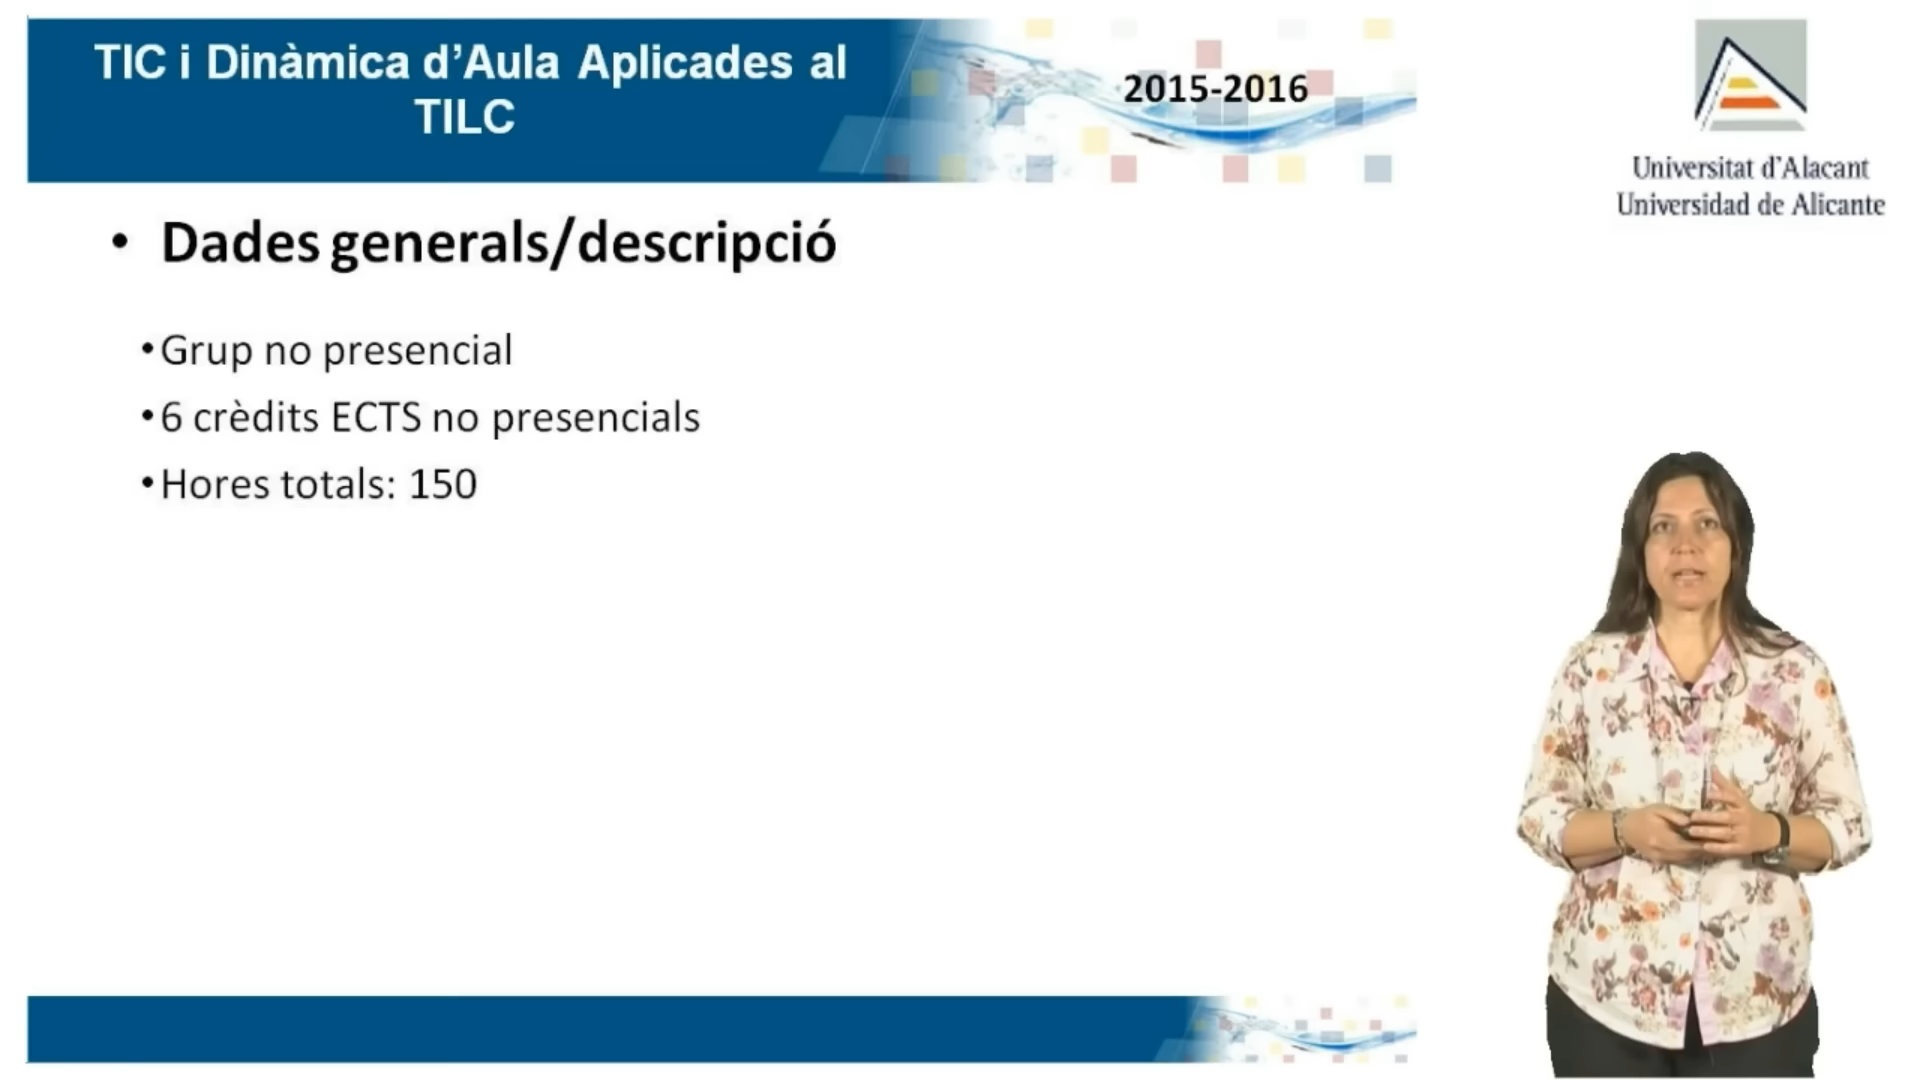 TIC i Dinàmica d'Aula Aplicades al
TILC
2015-2016
Universitat d'Alacant
Universidad de Alicante
• Dades generals/descripció
• Grup no presencial
• 6 crèdits ECTS no presencials
• Hores totals: 150